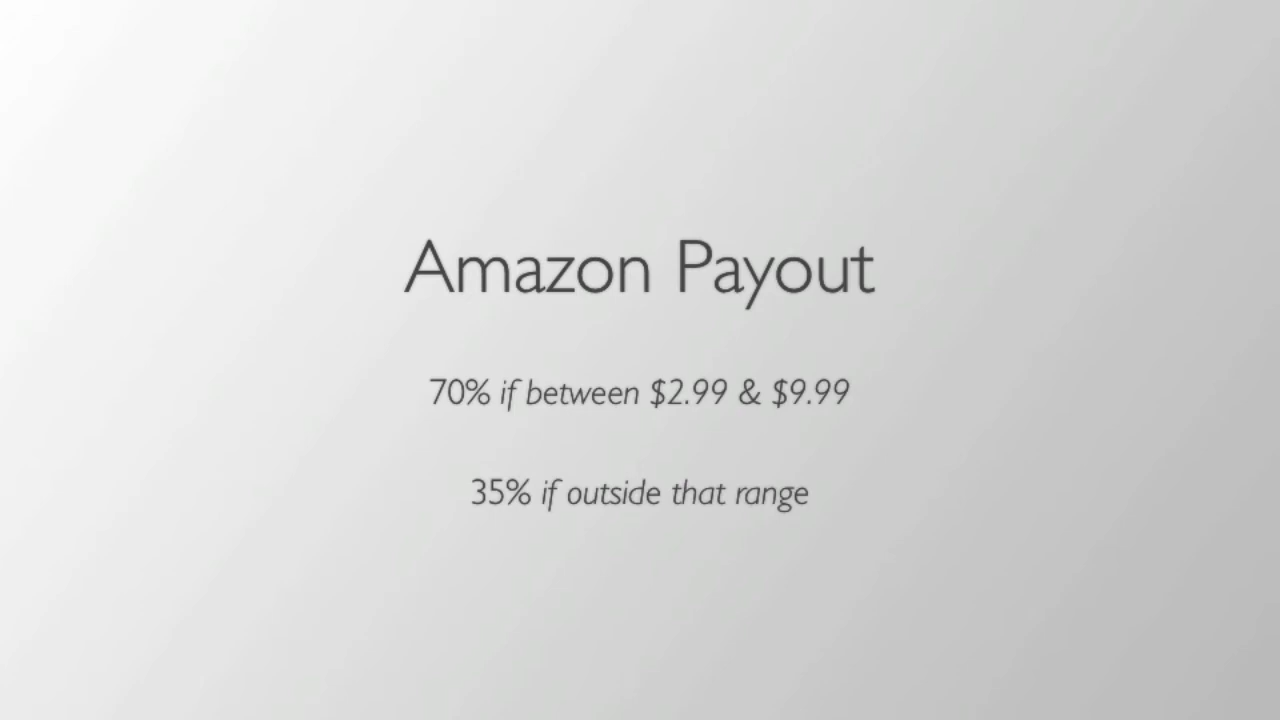 Amazon Payout
70% if between $2.99 & $9.99
35% if outside that range